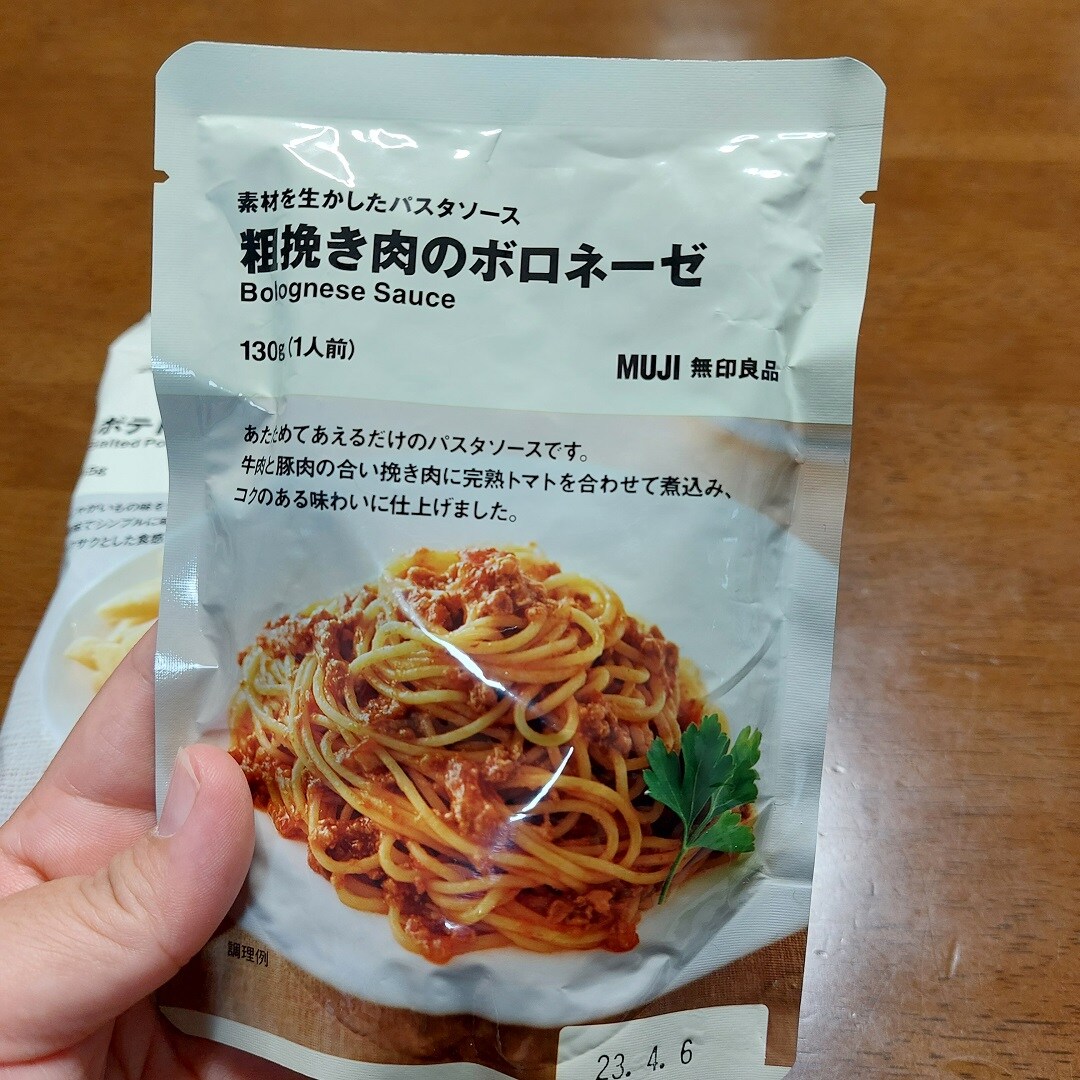 素材を生かしたパスタソース
粗挽き肉のボロネーゼ
Bolognese Sauce
130g(1人前)
MUJI 無印良品
あたためてあえるだけのパスタソースです。
牛肉と豚肉の合い挽き肉に完熟トマトを合わせて煮込み、
コクのある味わいに仕上げました。
調理例
23. 4. 6
ポテト
salted
5g